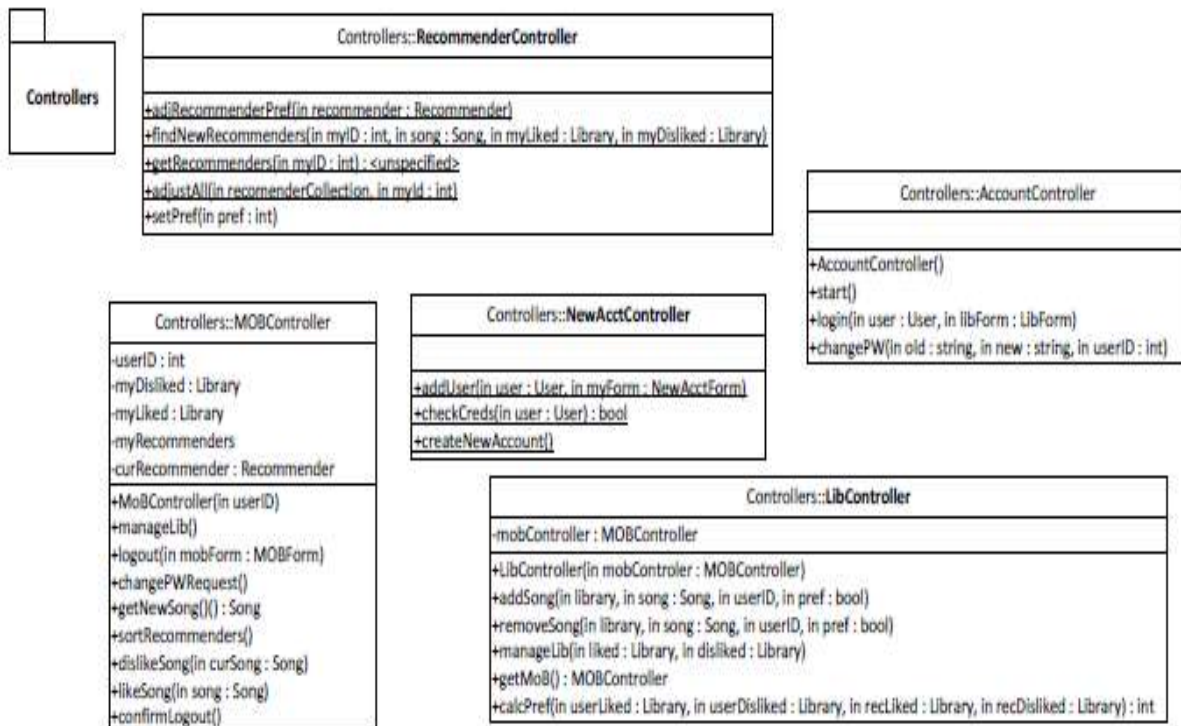 Controllers
Controllers::RecommenderController
+adjRecommenderPref(in recommender : Recommender)
+findNewRecommenders(in myID : int, in song : Song, in myLiked : Library, in myDisliked : Library)
+getRecommenders(in myID : int) : <unspecified>
+adjustAll(in recomenderCollection, in myId : int)
+setPref(in pref : int)
Controllers::AccountController
+AccountController()
+start()
+login(in user : User, in libForm : LibForm)
+changePW(in old : string, in new : string, in userID : int)
Controllers::MOBController
-userID : int
-myDisliked : Library
-myLiked : Library
-myRecommenders
-curRecommender : Recommender
+MoBController(in userID)
+manageLib()
+logout(in mobForm : MOBForm)
+changePWRequest()
+getNewSong()() : Song
+sortRecommenders()
+dislikeSong(in curSong : Song)
+likeSong(in song : Song)
+confirmLogout()
Controllers::NewAcctController
+addUser(in user : User, in myForm : NewAcctForm)
+checkCreds(in user : User) : bool
+createNewAccount()
Controllers::LibController
-mobController : MOBController
+LibController(in mobControler : MOBController)
+addSong(in library, in song : Song, in userID, in pref : bool)
+removeSong(in library, in song : Song, in userID, in pref : bool)
+manageLib(in liked : Library, in disliked : Library)
+getMoB() : MOBController
+calcPref(in userLiked : Library, in userDisliked : Library, in recLiked : Library, in recDisliked : Library) : int